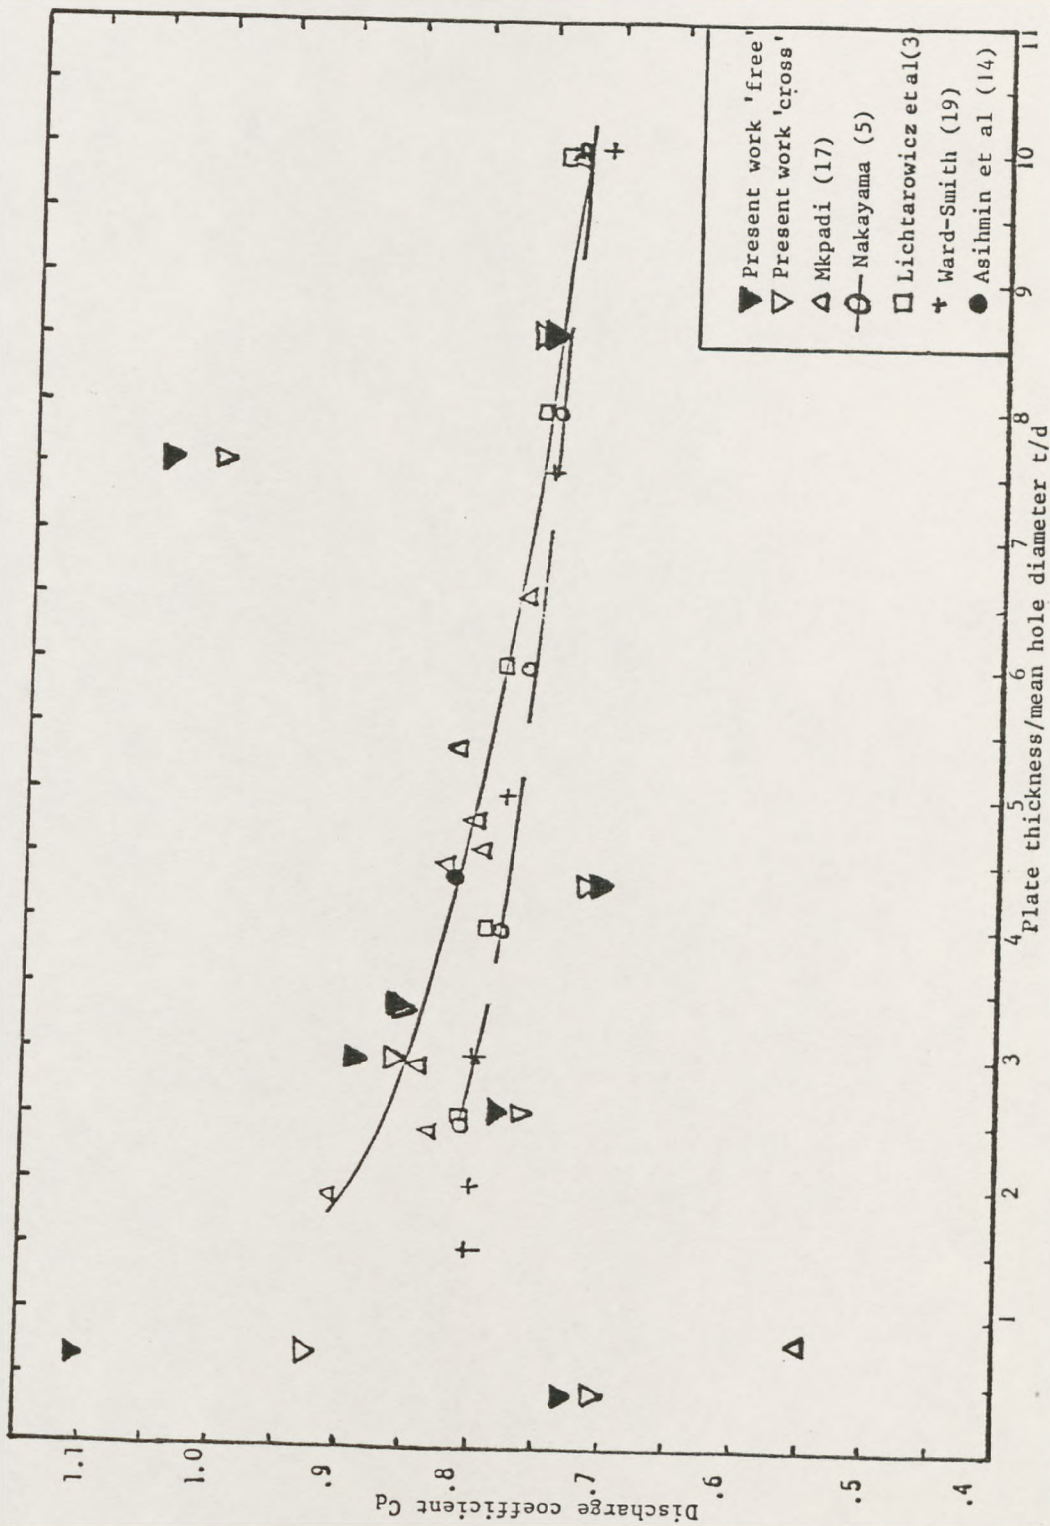 Discharge coefficient Cd
1.1
1.0
.9
.8
.7
.6
.5
.4
1
2
3
4
5
6
7
8
9
10
11
Plate thickness/mean hole diameter t/d
Present work 'free'
Present work 'cross'
Mkpadi (17)
Nakayama (5)
Lichtarowicz et al(3
Ward-Smith (19)
Asihmin et al (14)